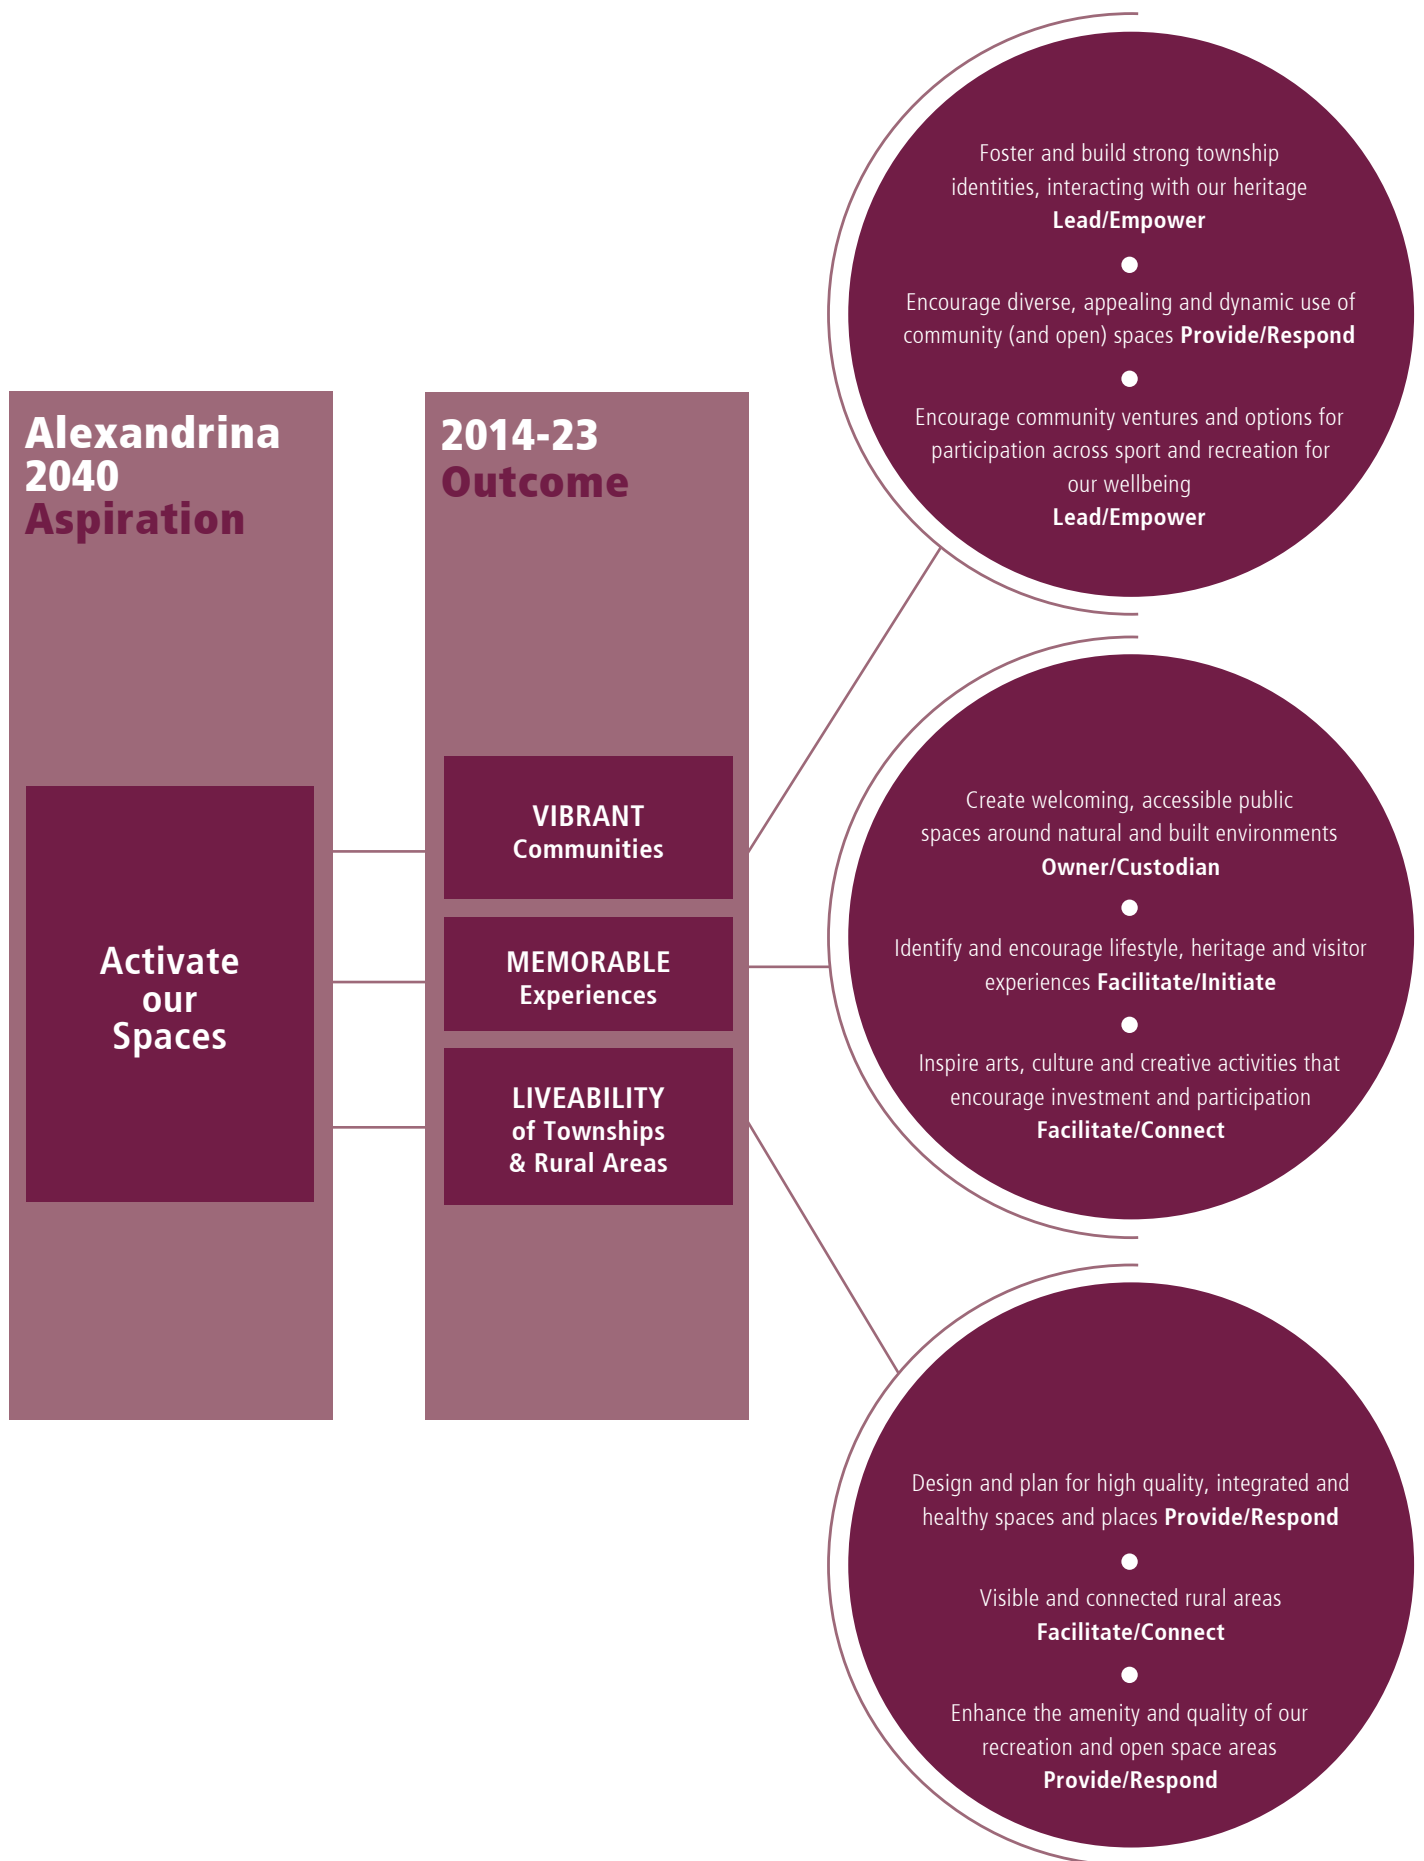 Alexandrina
2040
Aspiration
Activate
our
Spaces
2014-23
Outcome
VIBRANT
Communities
MEMORABLE
Experiences
LIVEABILITY
of Townships
& Rural Areas
Foster and build strong township
identities, interacting with our heritage
Lead/Empower
Encourage diverse, appealing and dynamic use of
community (and open) spaces Provide/Respond
Encourage community ventures and options for
participation across sport and recreation for
our wellbeing
Lead/Empower
Create welcoming, accessible public
spaces around natural and built environments
Owner/Custodian
Identify and encourage lifestyle, heritage and visitor
experiences Facilitate/Initiate
Inspire arts, culture and creative activities that
encourage investment and participation
Facilitate/Connect
Design and plan for high quality, integrated and
healthy spaces and places Provide/Respond
Visible and connected rural areas
Facilitate/Connect
Enhance the amenity and quality of our
recreation and open space areas
Provide/Respond